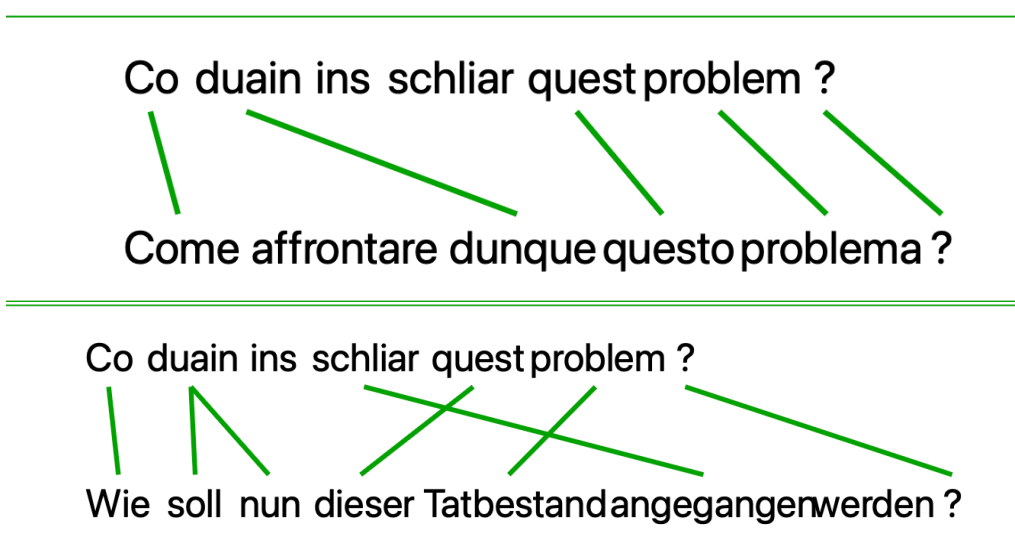 Co duain ins schliar quest problem ?
Come affrontare dunque questo problema ?
Co duain ins schliar quest problem ?
Wie soll nun dieser Tatbestand angegangen werden ?